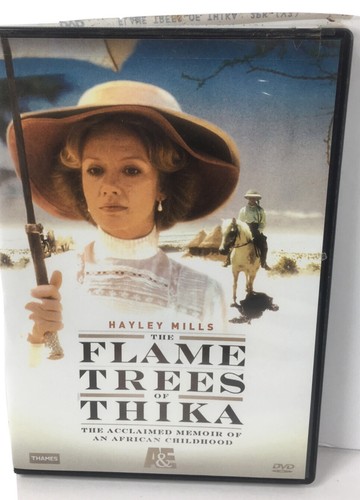 HAYLEY MILLS
THE
FLAME
TREES
OF
THIKA
THE ACCLAIMED MEMOIR OF
AN AFRICAN CHILDHOOD
THAMES
A&E
DVD